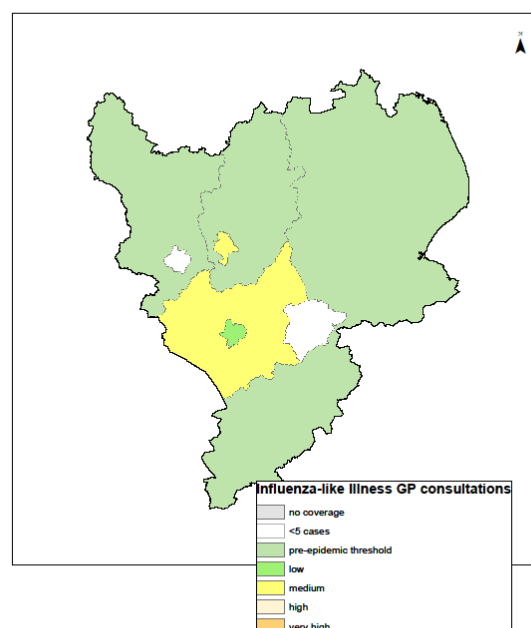 N
Influenza-like Illness GP consultations
no coverage
<5 cases
pre-epidemic threshold
low
medium
high
very high